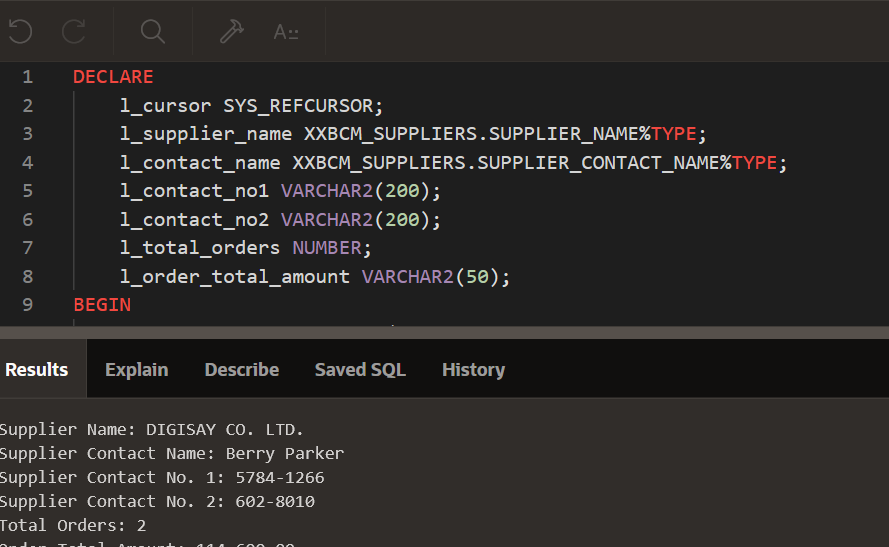 A::
1 DECLARE
2 l_cursor SYS_REFCURSOR;
3 l_supplier_name XXBCM_SUPPLIERS.SUPPLIER_NAME%TYPE;
4 l_contact_name XXBCM_SUPPLIERS.SUPPLIER_CONTACT_NAME%TYPE;
5 l_contact_no1 VARCHAR2(200);
6 l_contact_no2 VARCHAR2(200);
7 l_total_orders NUMBER;
8 l_order_total_amount VARCHAR2(50);
9 BEGIN
Results Explain Describe Saved SQL History
Supplier Name: DIGISAY CO. LTD.
Supplier Contact Name: Berry Parker
Supplier Contact No. 1: 5784-1266
Supplier Contact No. 2: 602-8010
Total Orders: 2
Order Total Amount: